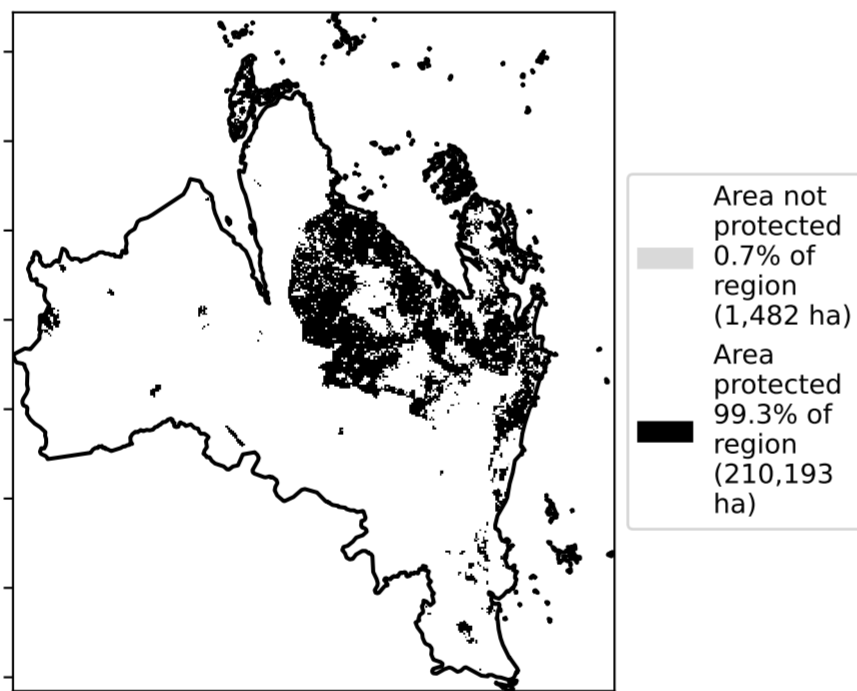 Area not
protected
0.7% of
region
(1,482 ha)
Area
protected
99.3% of
region
(210,193
ha)